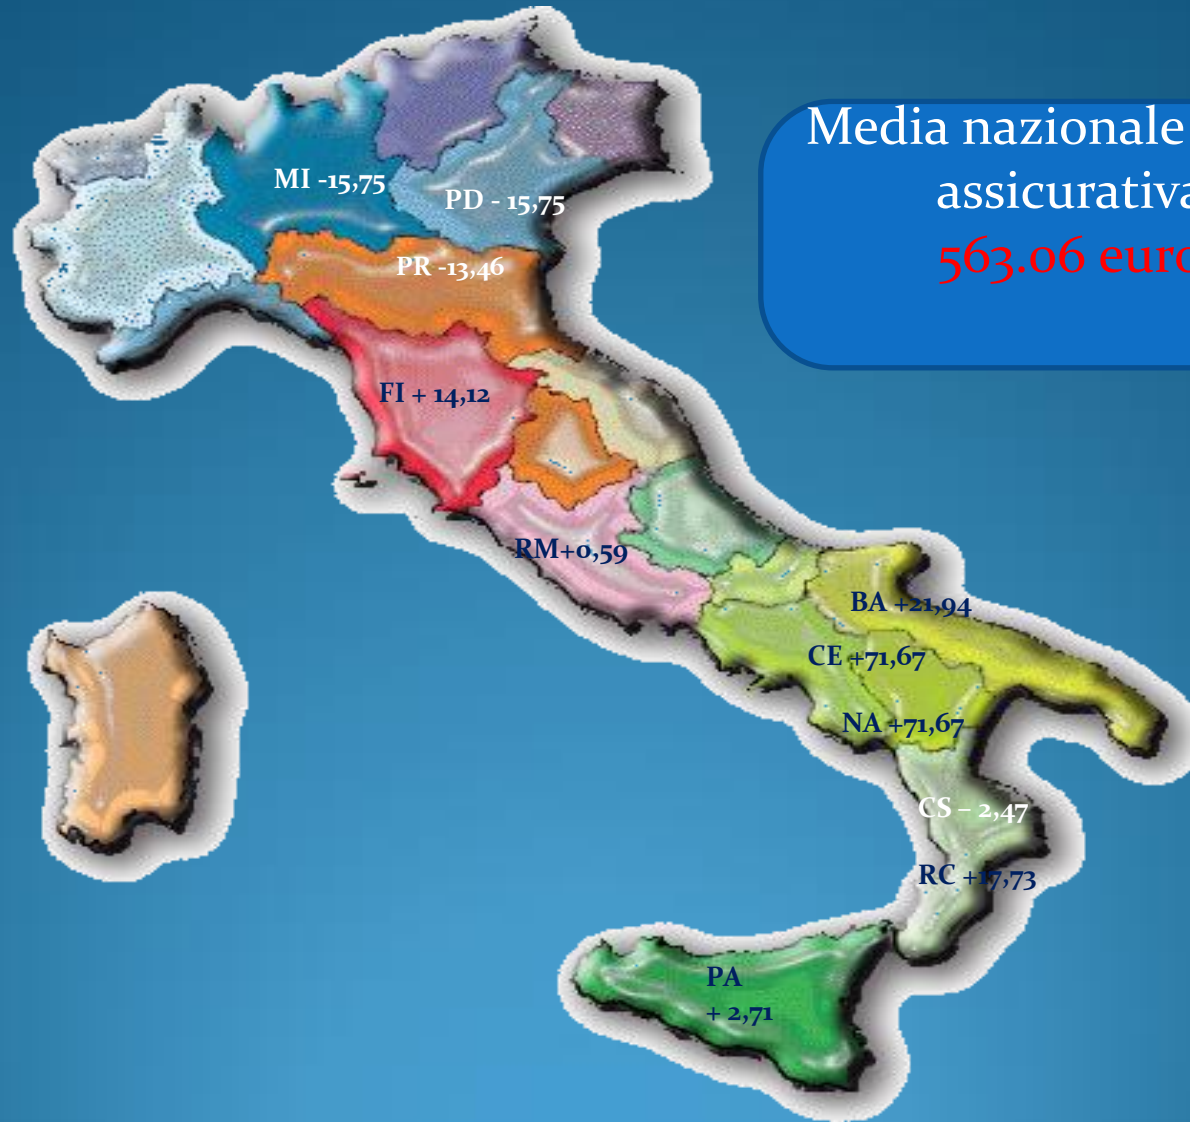 Media nazionale
assicurativa
563.06 euro
MI -15,75
PD - 15,75
PR -13,46
FI + 14,12
RM+0,59
BA +21,94
CE +71,67
NA +71,67
CS – 2,47
RC +17,73
PA
+ 2,71